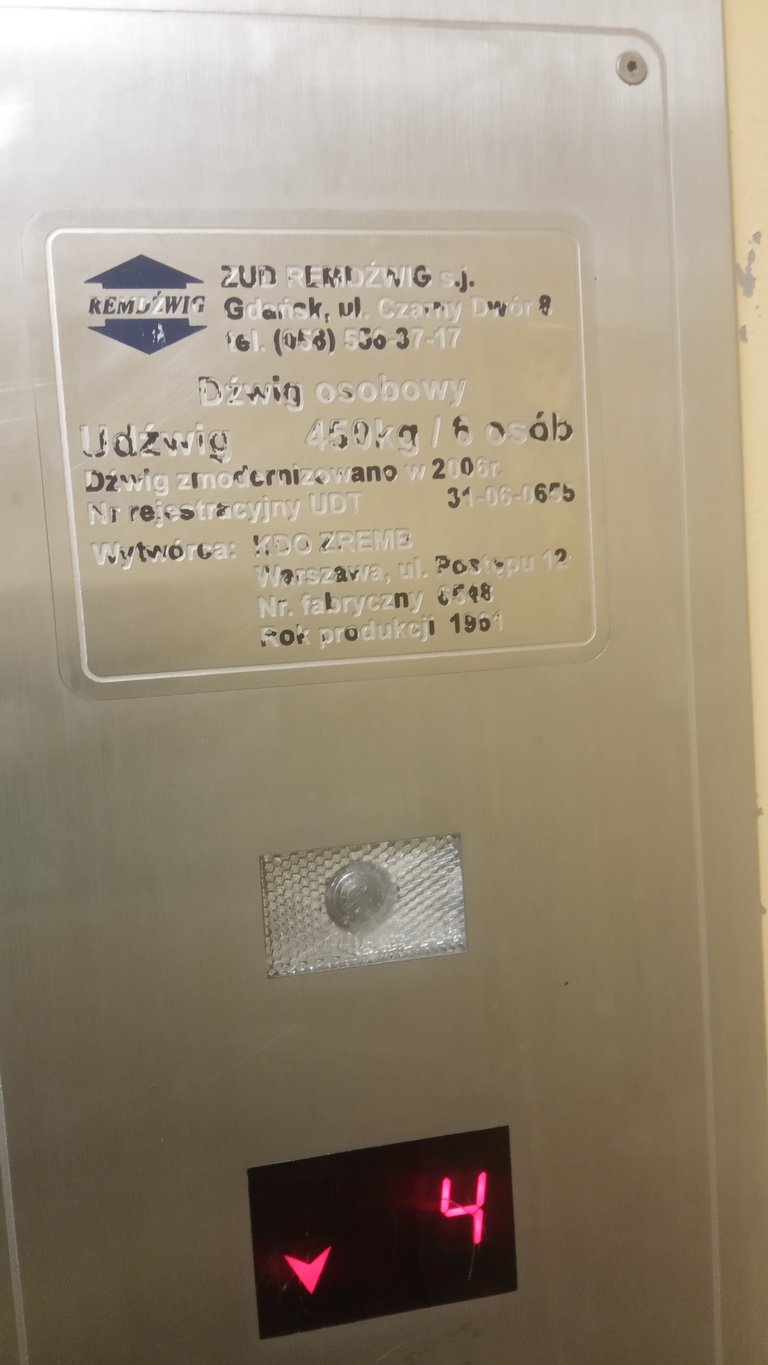 REMDŹWIG
ZUD REMDŹWIG s.j.
Gdańsk, ul. Czarny Dwór 8
tel. (058) 556-37-17
Dźwig osobowy
Udźwig 450kg / 6 osób
Dźwig zmodernizowano w 2006r.
Nr rejestracyjny UDT 31-06-0655
Wytwórca: KDO ZREMB
Warszawa, ul. Postępu 12
Nr. fabryczny
Rok produkcji
4